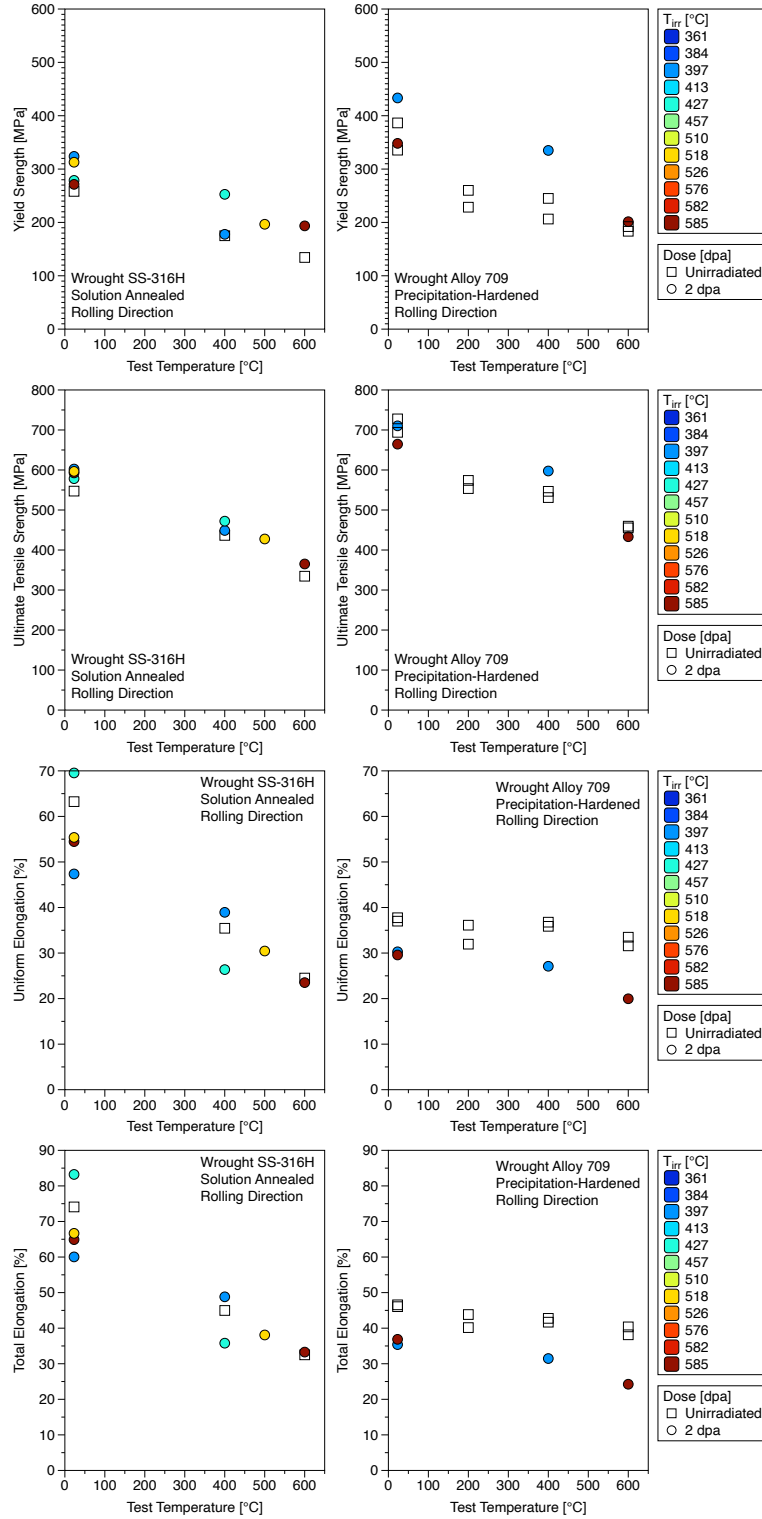 600
500
400
300
200
100
0
Yield Srength [MPa]
Wrought SS-316H
Solution Annealed
Rolling Direction
0 100 200 300 400 500 600
Test Temperature [°C]
600
500
400
300
200
100
0
Yield Srength [MPa]
Wrought Alloy 709
Precipitation-Hardened
Rolling Direction
0 100 200 300 400 500 600
Test Temperature [°C]
Tirr [°C]
361
384
397
413
427
457
510
518
526
576
582
585
Dose [dpa]
Unirradiated
2 dpa
800
700
600
500
400
300
200
100
0
Ultimate Tensile Srength [MPa]
Wrought SS-316H
Solution Annealed
Rolling Direction
0 100 200 300 400 500 600
Test Temperature [°C]
800
700
600
500
400
300
200
100
0
Ultimate Tensile Srength [MPa]
Wrought Alloy 709
Precipitation-Hardened
Rolling Direction
0 100 200 300 400 500 600
Test Temperature [°C]
Tirr [°C]
361
384
397
413
427
457
510
518
526
576
582
585
Dose [dpa]
Unirradiated
2 dpa
70
60
50
40
30
20
10
0
Uniform Elongation [%]
Wrought SS-316H
Solution Annealed
Rolling Direction
0 100 200 300 400 500 600
Test Temperature [°C]
70
60
50
40
30
20
10
0
Uniform Elongation [%]
Wrought Alloy 709
Precipitation-Hardened
Rolling Direction
0 100 200 300 400 500 600
Test Temperature [°C]
Tirr [°C]
361
384
397
413
427
457
510
518
526
576
582
585
Dose [dpa]
Unirradiated
2 dpa
90
80
70
60
50
40
30
20
10
0
Total Elongation [%]
Wrought SS-316H
Solution Annealed
Rolling Direction
0 100 200 300 400 500 600
Test Temperature [°C]
90
80
70
60
50
40
30
20
10
0
Total Elongation [%]
Wrought Alloy 709
Precipitation-Hardened
Rolling Direction
0 100 200 300 400 500 600
Test Temperature [°C]
Tirr [°C]
361
384
397
413
427
457
510
518
526
576
582
585
Dose [dpa]
Unirradiated
2 dpa